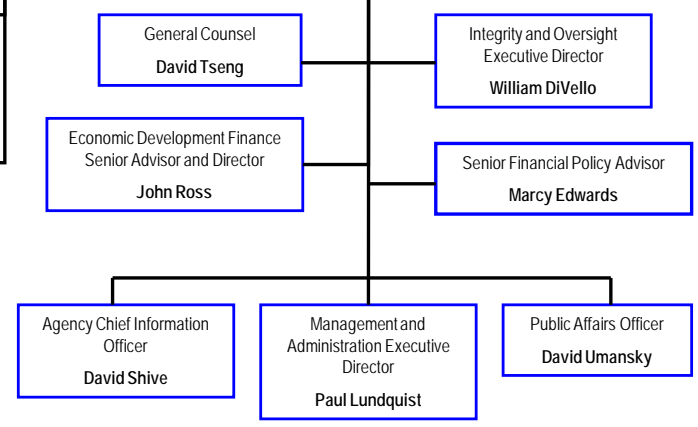 General Counsel
David Tseng
Integrity and Oversight
Executive Director
William DiVello
Economic Development Finance
Senior Advisor and Director
John Ross
Senior Financial Policy Advisor
Marcy Edwards
Agency Chief Information
Officer
David Shive
Management and
Administration Executive
Director
Paul Lundquist
Public Affairs Officer
David Umansky